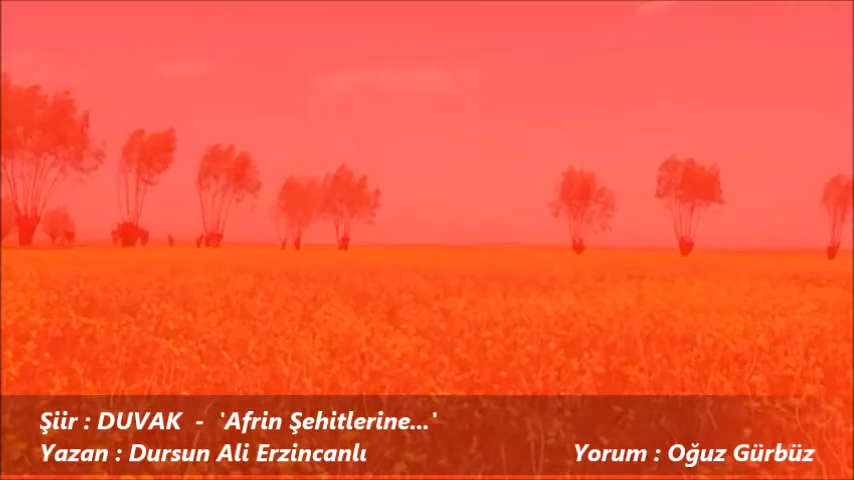 Şiir : DUVAK - 'Afrin Şehitlerine...'
Yazan : Dursun Ali Erzincanlı
Yorum : Oğuz Gürbüz